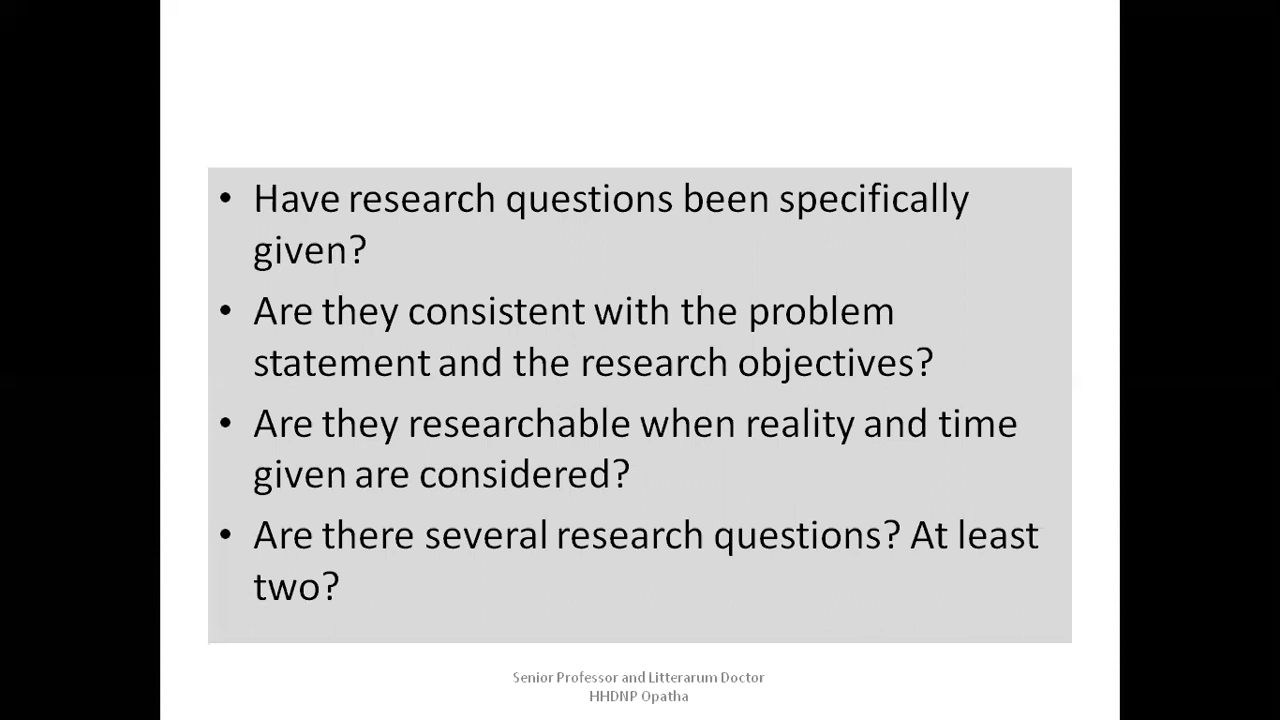 • Have research questions been specifically
given?
• Are they consistent with the problem
statement and the research objectives?
• Are they researchable when reality and time
given are considered?
• Are there several research questions? At least
two?
Senior Professor and Litterarum Doctor
HHDNP Opatha